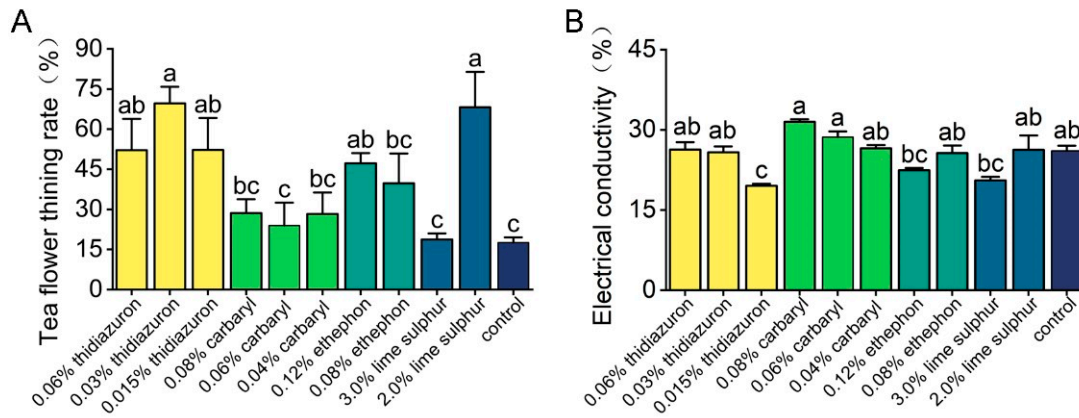 A
Tea flower thining rate（%）
90
75
60
45
30
15
0
ab
a
ab
bc
c
bc
ab
bc
c
a
c
0.06% thidiazuron
0.03% thidiazuron
0.015% thidiazuron
0.08% carbaryl
0.06% carbaryl
0.04% carbaryl
0.12% ethephon
0.08% ethephon
3.0% lime sulphur
2.0% lime sulphur
control
B
Electrical conductivity（%）
45
30
15
0
ab
ab
c
a
a
ab
bc
ab
bc
ab
ab
0.06% thidiazuron
0.03% thidiazuron
0.015% thidiazuron
0.08% carbaryl
0.06% carbaryl
0.04% carbaryl
0.12% ethephon
0.08% ethephon
3.0% lime sulphur
2.0% lime sulphur
control